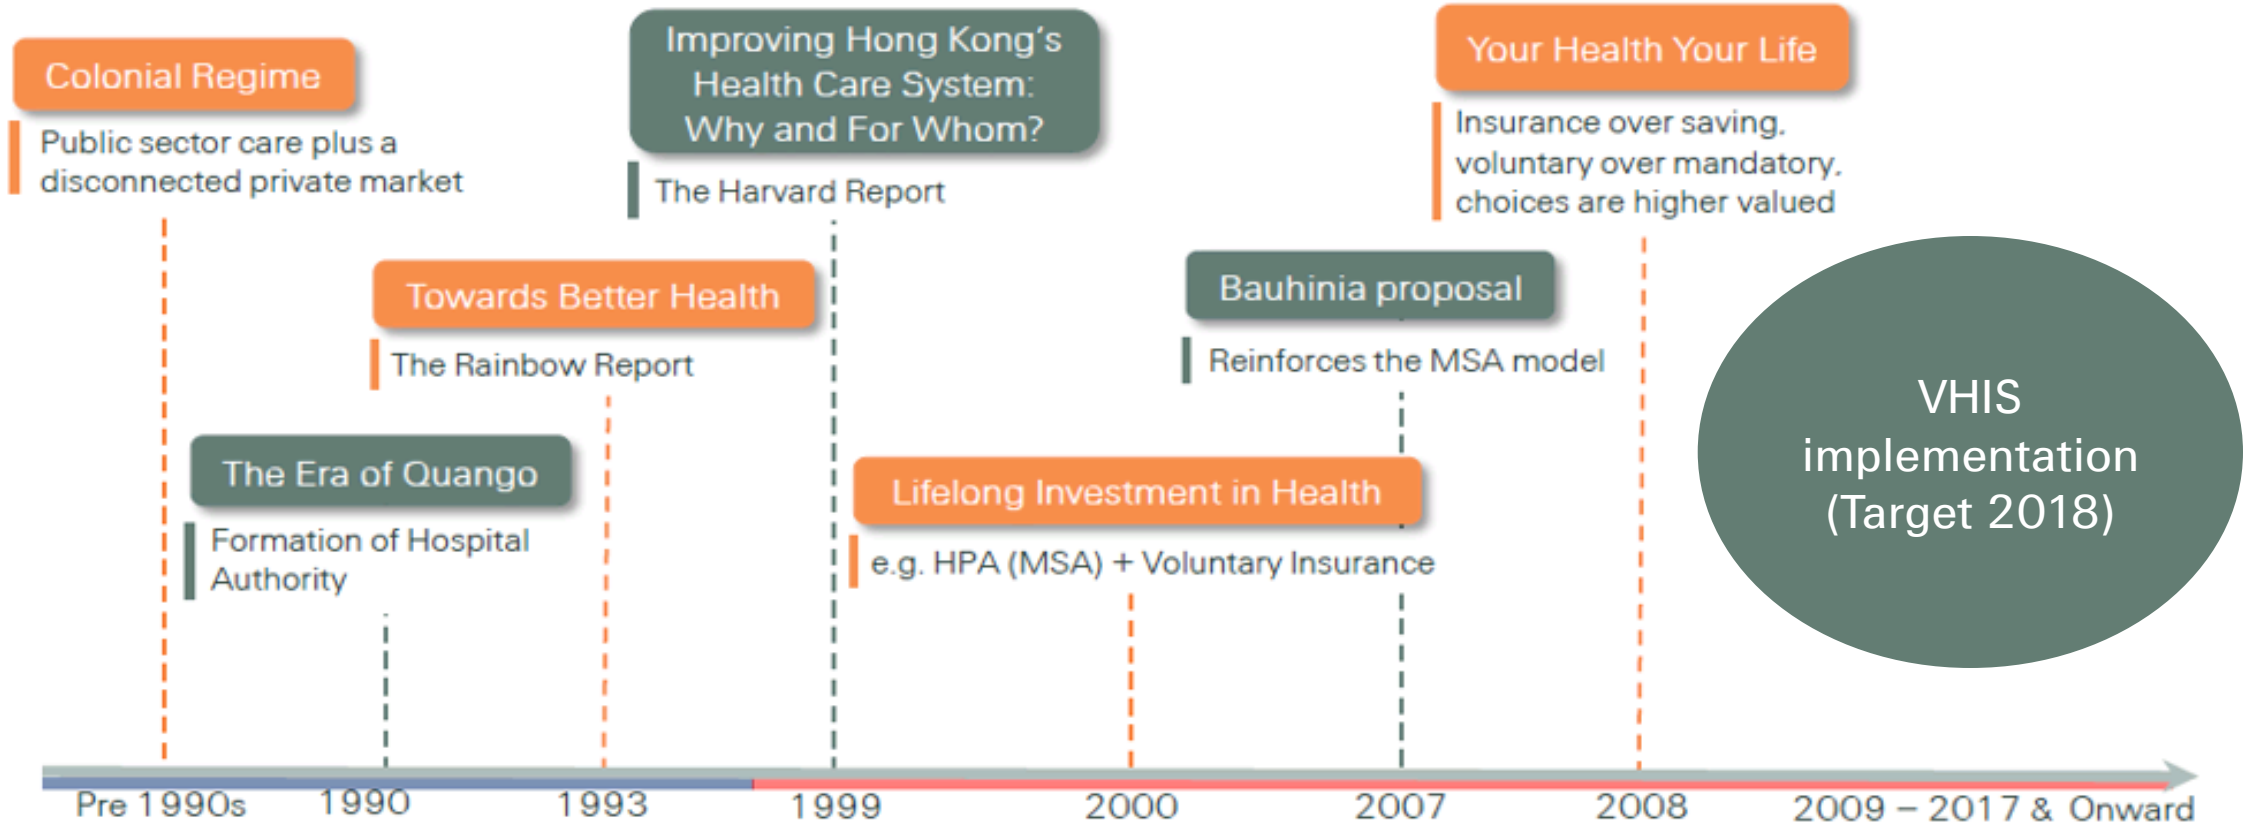 Colonial Regime
Public sector care plus a
disconnected private market
The Era of Quango
Formation of Hospital
Authority
Towards Better Health
The Rainbow Report
Improving Hong Kong's
Health Care System:
Why and For Whom?
The Harvard Report
Lifelong Investment in Health
e.g. HPA (MSA) + Voluntary Insurance
Bauhinia proposal
Reinforces the MSA model
Your Health Your Life
Insurance over saving,
voluntary over mandatory,
choices are higher valued
VHIS
implementation
(Target 2018)
Pre 1990s
1990
1993
1999
2000
2007
2008
2009 – 2017 & Onward